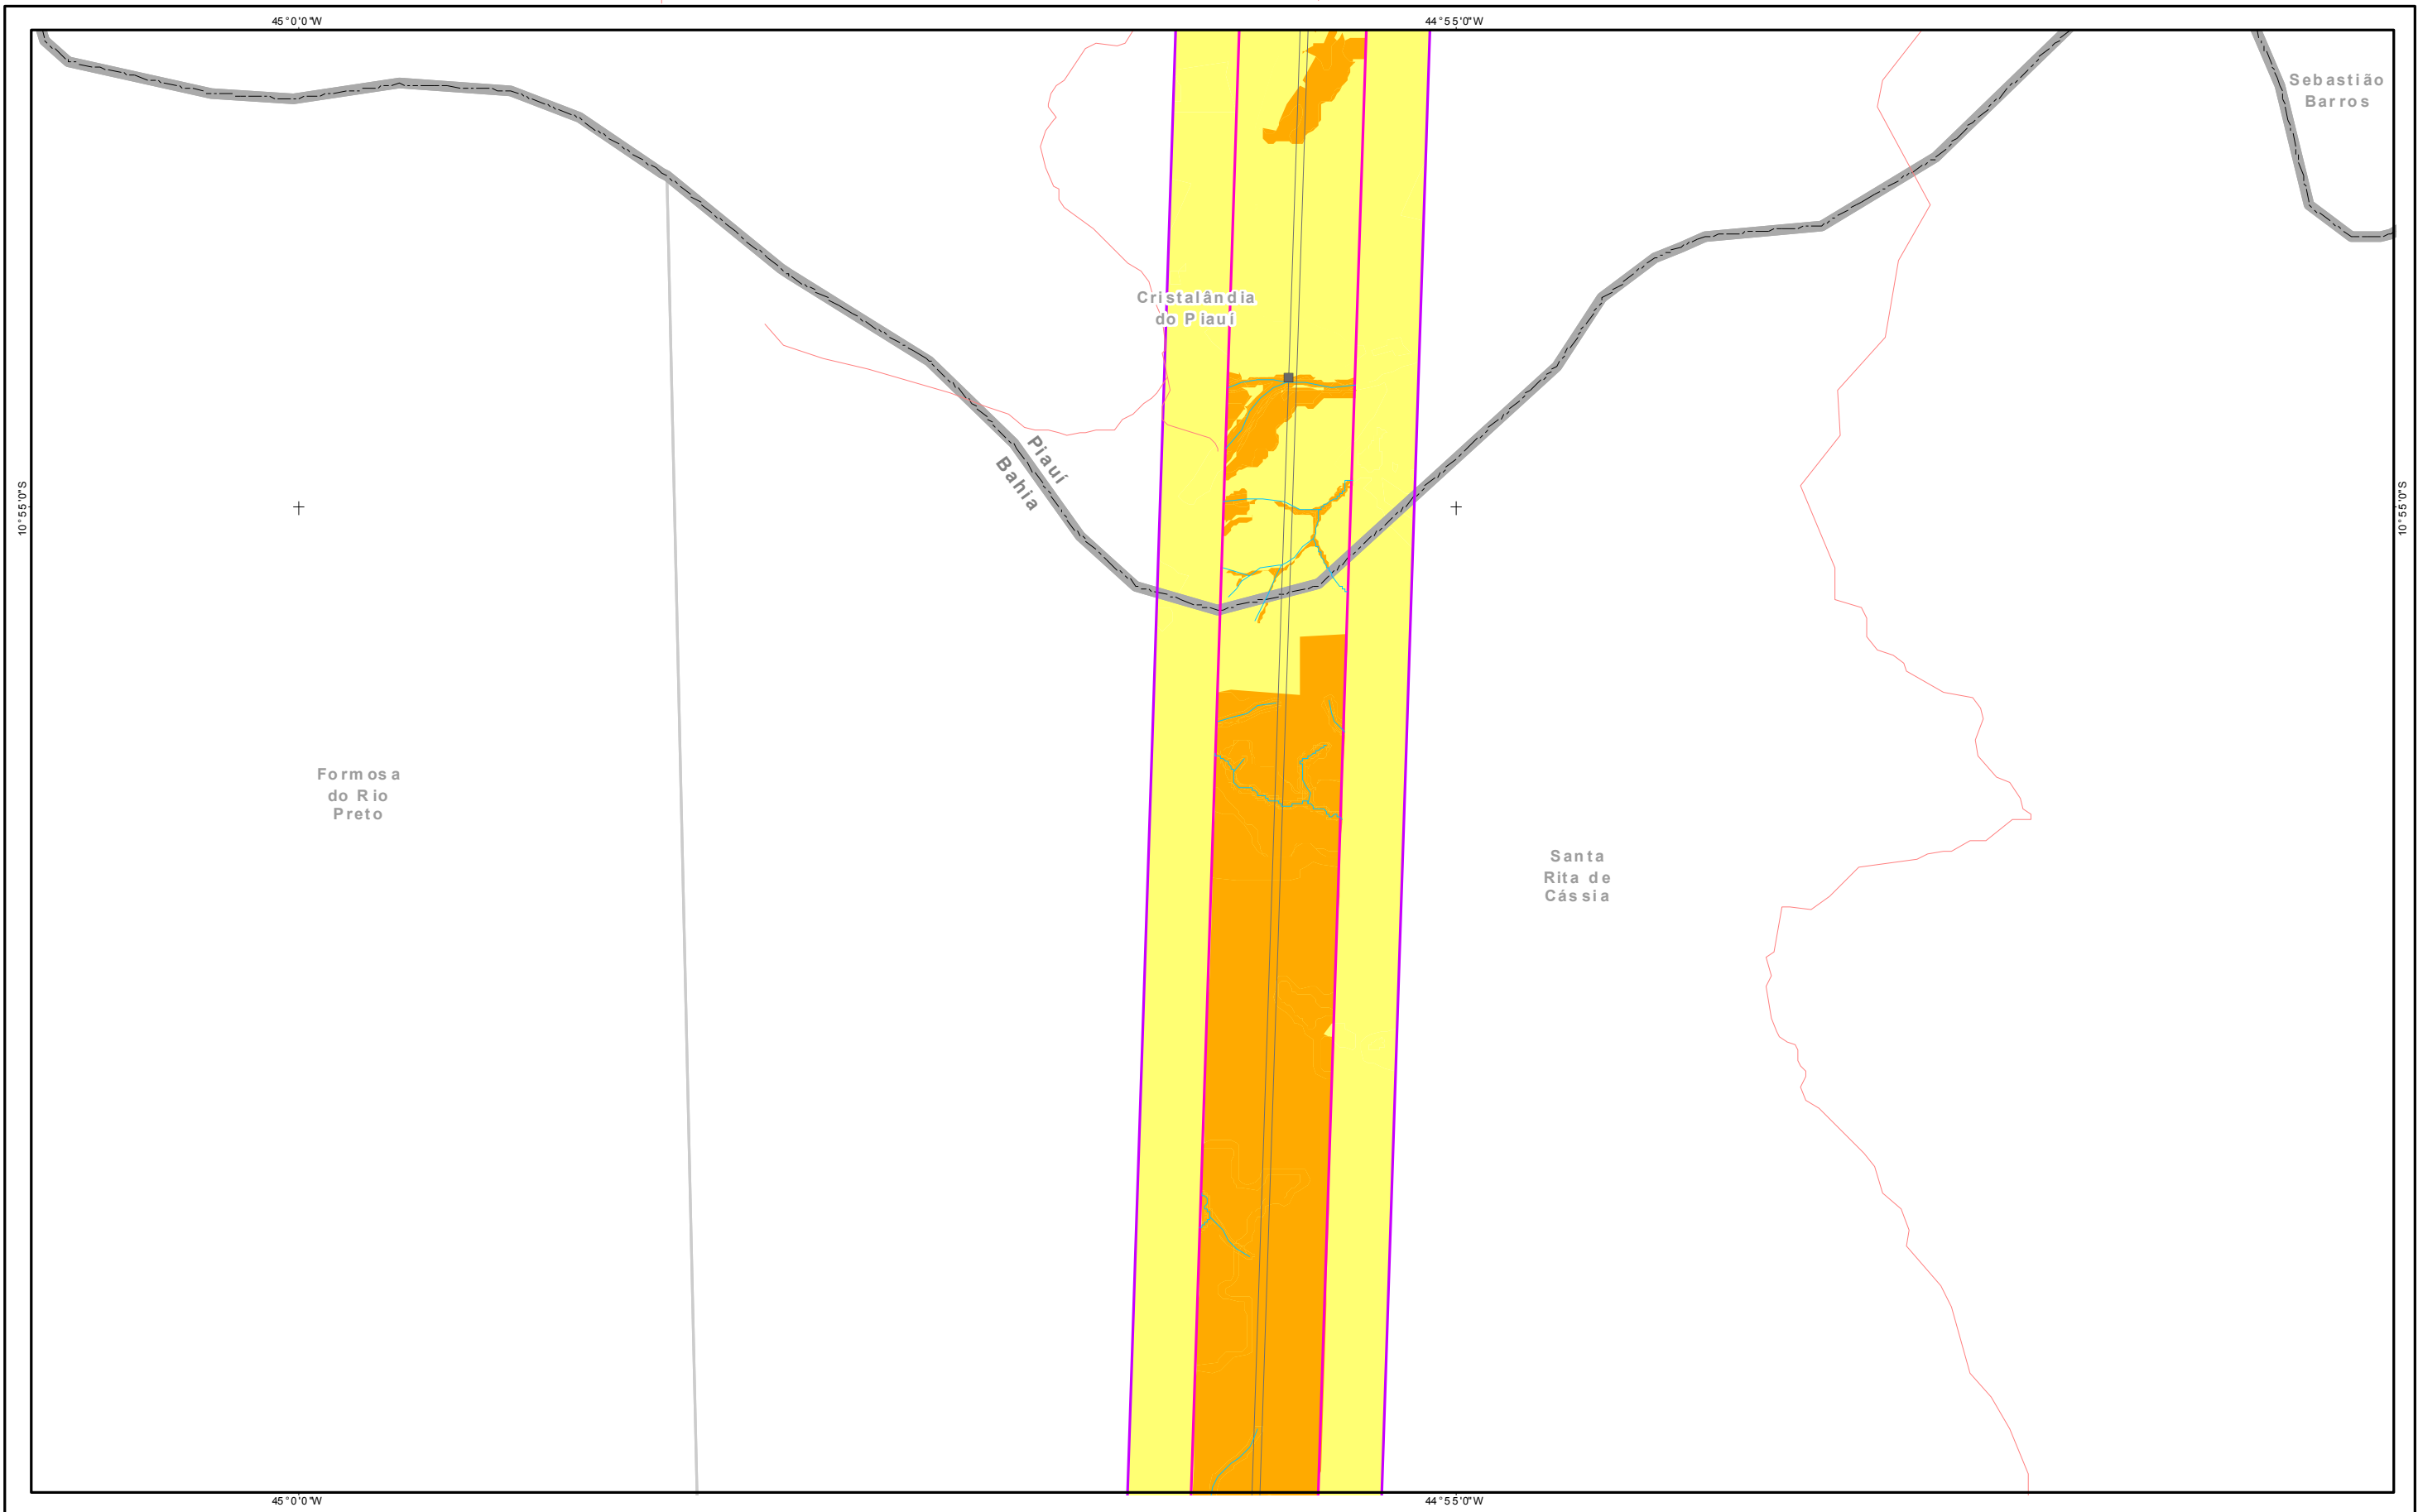 45°0'0"W
44°55'0"W
Sebastião
Barros
Cristalândia
do Piauí
Piauí
Bahia
10°55'0"S
10°55'0"S
Formosa
do Rio
Preto
Santa
Rita de
Cássia
45°0'0"W
44°55'0"W